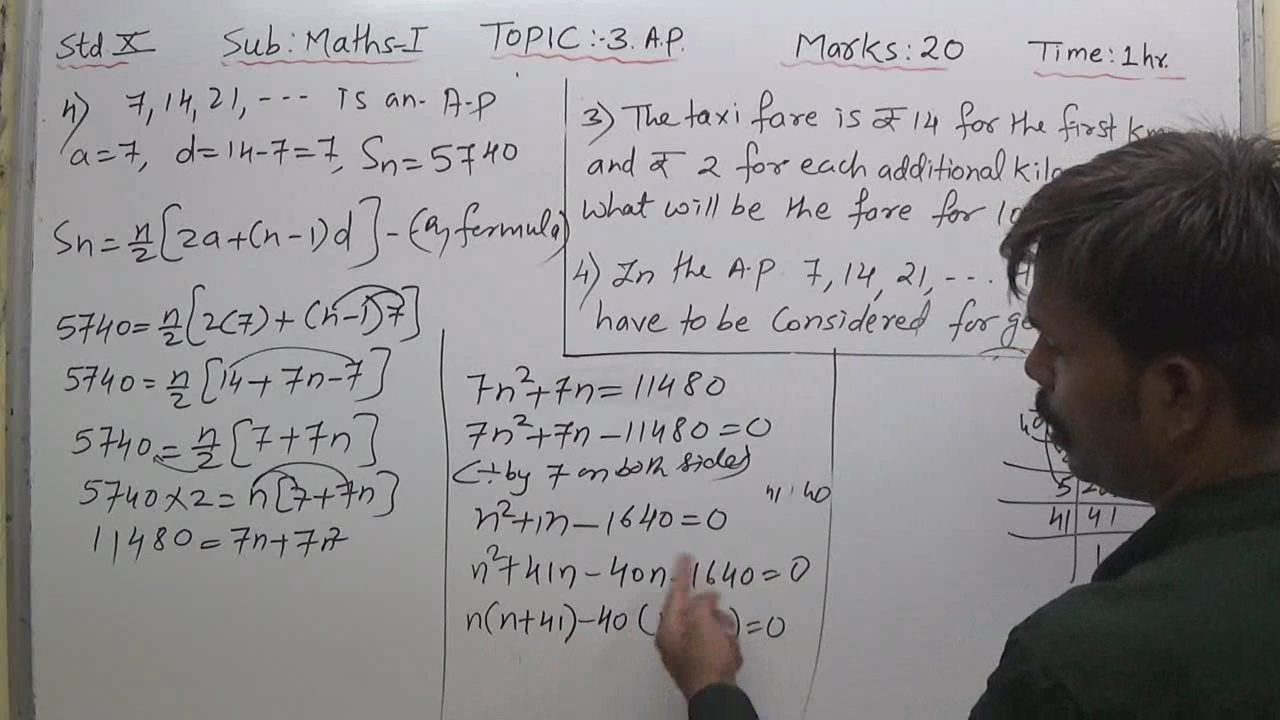 Std X Sub: Maths-I TOPIC:-3. A.P. Marks: 20 Time: 1 hr.
4) 7, 14, 21, --- is an A.P
a=7, d=14-7=7, Sn=5740
Sn=n/2[2a+(n-1)d] - (formula)
5740=n/2[2(7)+(n-1)7]
5740=n/2[14+7n-7]
5740=n/2[7+7n]
5740×2=n[7+7n]
11480=7n+7n²
3) The taxi fare is ₹14 for the first
and ₹ 2 for each additional
what will be the fare for
4) In the A.P. 7, 14, 21, ---.
have to be considered for
7n²+7n=11480
7n²+7n-11480=0
(÷by 7 on both sides)
41, 40
n²+1n-1640=0
n²+41n-40n-1640=0
n(n+41)-40( )=0
5
41 41
1